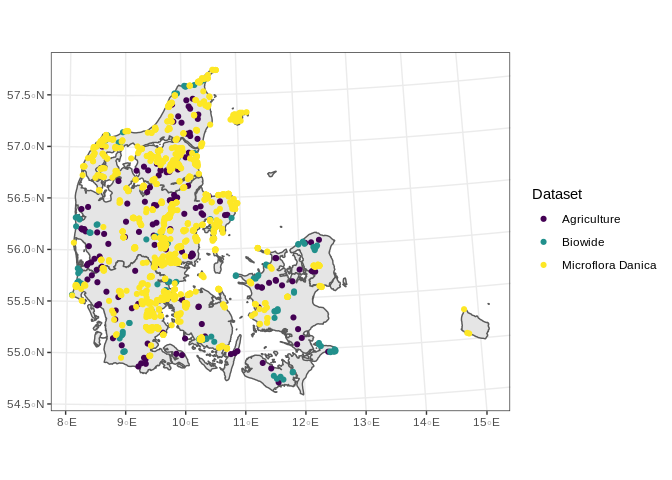 57.5◦N
57.0◦N
56.5◦N
56.0◦N
55.5◦N
55.0◦N
54.5◦N
8◦E 9◦E 10◦E 11◦E 12◦E 13◦E 14◦E 15◦E
Dataset
Agriculture
Biowide
Microflora Danica